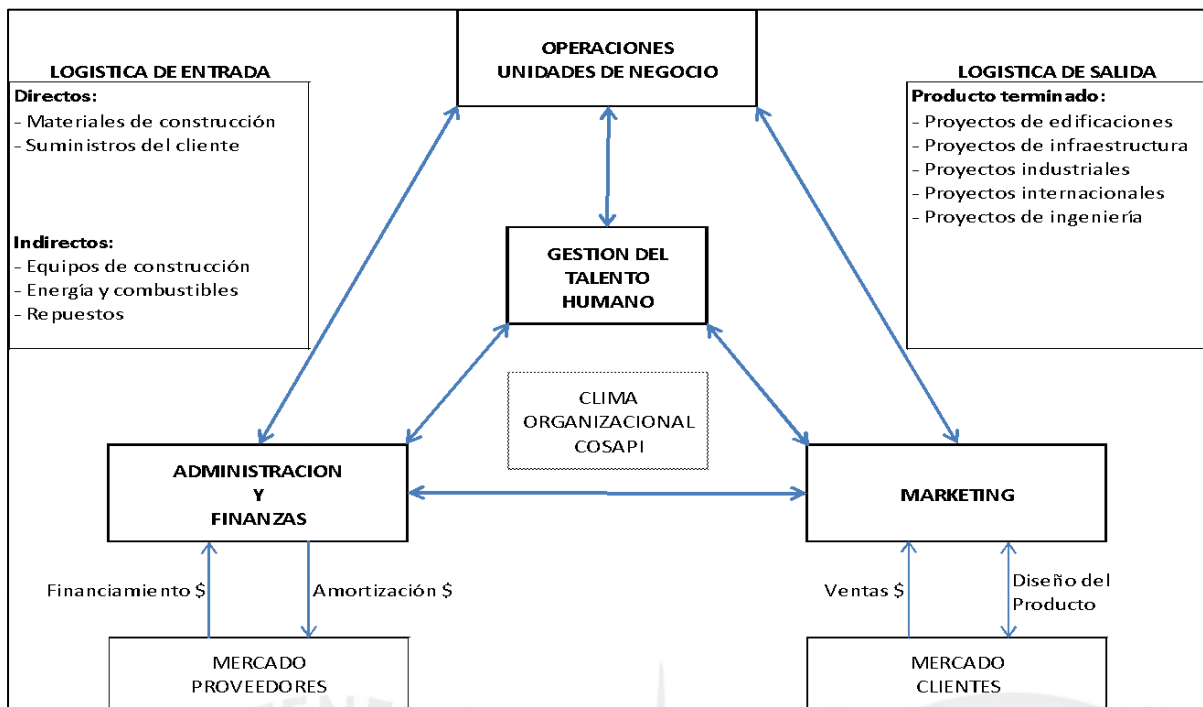 OPERACIONES
UNIDADES DE NEGOCIO
LOGISTICA DE ENTRADA
Directos:
- Materiales de construcción
- Suministros del cliente
Indirectos:
- Equipos de construcción
- Energía y combustibles
- Repuestos
LOGISTICA DE SALIDA
Producto terminado:
- Proyectos de edificaciones
- Proyectos de infraestructura
- Proyectos industriales
- Proyectos internacionales
- Proyectos de ingeniería
GESTION DEL
TALENTO
HUMANO
CLIMA
ORGANIZACIONAL
COSAPI
ADMINISTRACION
Y
FINANZAS
MARKETING
Financiamiento $
Amortización $
Ventas $
Diseño del
Producto
MERCADO
PROVEEDORES
MERCADO
CLIENTES